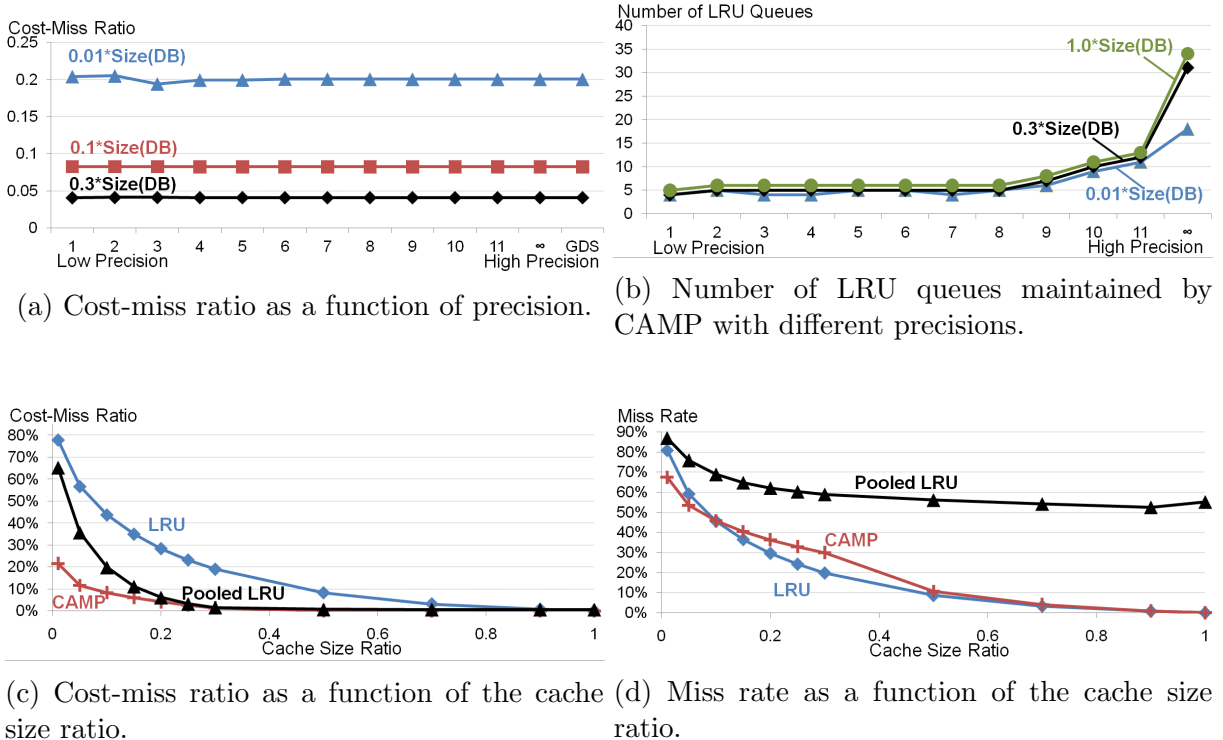 Cost-Miss Ratio
0.25
0.2
0.15
0.1
0.05
0
0.01*Size(DB)
0.1*Size(DB)
0.3*Size(DB)
1 2 3 4 5 6 7 8 9 10 11 ∞ GDS
Low Precision High Precision
(a) Cost-miss ratio as a function of precision.
Number of LRU Queues
40
35
30
25
20
15
10
5
0
1.0*Size(DB)
0.3*Size(DB)
0.01*Size(DB)
1 2 3 4 5 6 7 8 9 10 11 ∞
Low Precision High Precision
(b) Number of LRU queues maintained by
CAMP with different precisions.
Cost-Miss Ratio
80%
70%
60%
50%
40%
30%
20%
10%
0%
LRU
Pooled LRU
CAMP
0 0.2 0.4 0.6 0.8 1
Cache Size Ratio
(c) Cost-miss ratio as a function of the cache
size ratio.
Miss Rate
90%
80%
70%
60%
50%
40%
30%
20%
10%
0%
Pooled LRU
CAMP
LRU
0 0.2 0.4 0.6 0.8 1
Cache Size Ratio
(d) Miss rate as a function of the cache size
ratio.